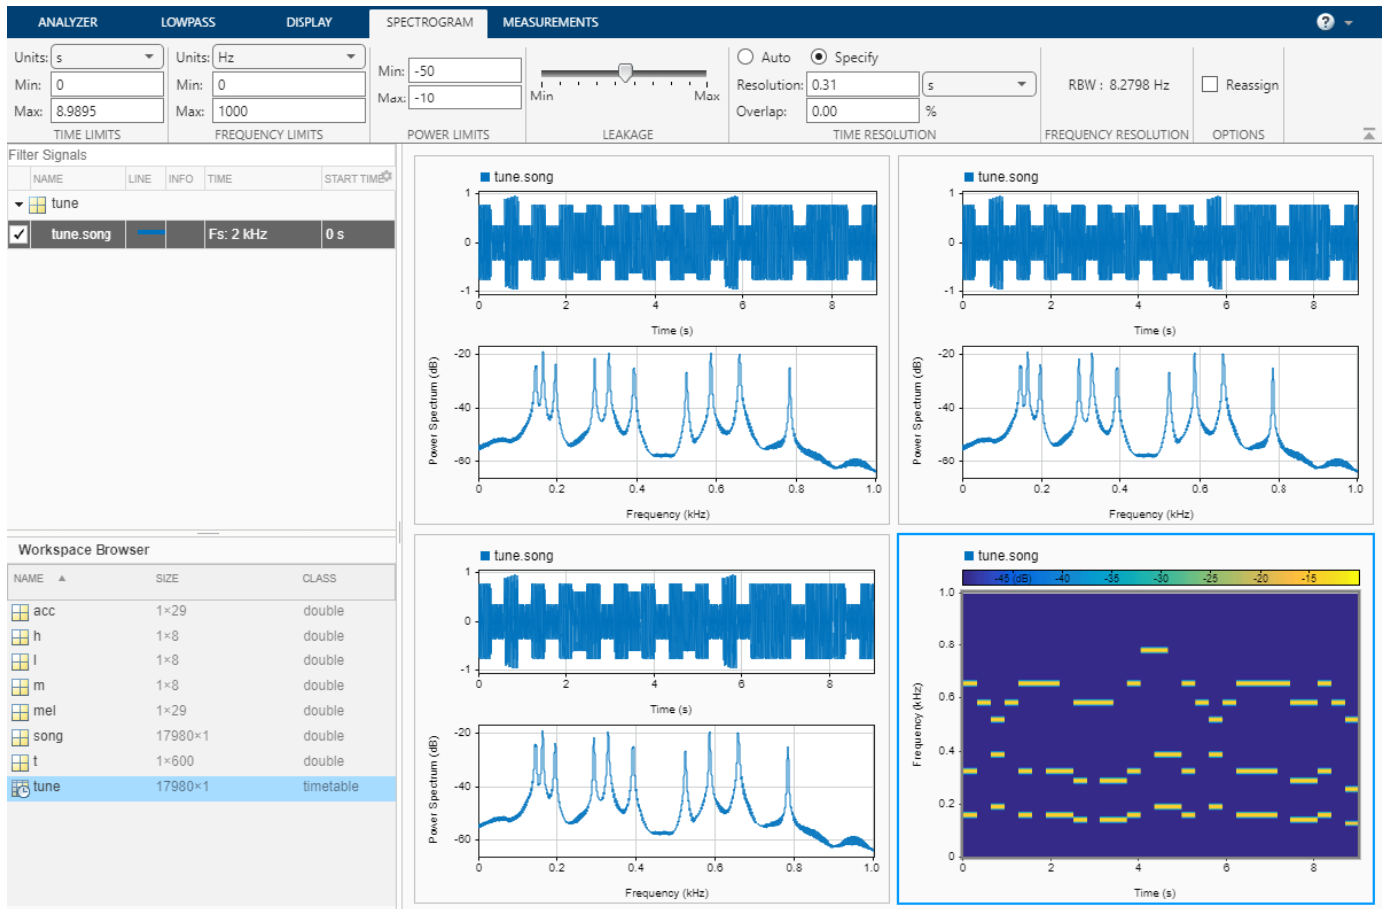 ANALYZER LOWPASS DISPLAY SPECTROGRAM MEASUREMENTS ?
Units: s Units: Hz Auto Specify
Min: -50
Min: 0 Min: 0 Resolution: 0.31 s RBW : 8.2798 Hz Reassign
Max: -10 Min Max
Max: 8.9895 Max: 1000 Overlap: 0.00 %
TIME LIMITS FREQUENCY LIMITS POWER LIMITS LEAKAGE TIME RESOLUTION FREQUENCY RESOLUTION OPTIONS
Filter Signals
NAME LINE INFO TIME START TIME
tune
tune.song Fs: 2 kHz 0 s
Workspace Browser
NAME SIZE CLASS
acc 1×29 double
h 1×8 double
l 1×8 double
m 1×8 double
mel 1×29 double
song 17980×1 double
t 1×600 double
tune 17980×1 timetable
tune.song
1
0
-1
0 2 4 6 8
Time (s)
Power Spectrum (dB)
-20
-40
-60
0 0.2 0.4 0.6 0.8 1.0
Frequency (kHz)
tune.song
1
0
-1
0 2 4 6 8
Time (s)
Power Spectrum (dB)
-20
-40
-60
0 0.2 0.4 0.6 0.8 1.0
Frequency (kHz)
tune.song
1
0
-1
0 2 4 6 8
Time (s)
Power Spectrum (dB)
-20
-40
-60
0 0.2 0.4 0.6 0.8 1.0
Frequency (kHz)
tune.song
-45 (dB) -40 -35 -30 -25 -20 -15
Frequency (kHz)
1.0
0.8
0.6
0.4
0.2
0
0 2 4 6 8
Time (s)